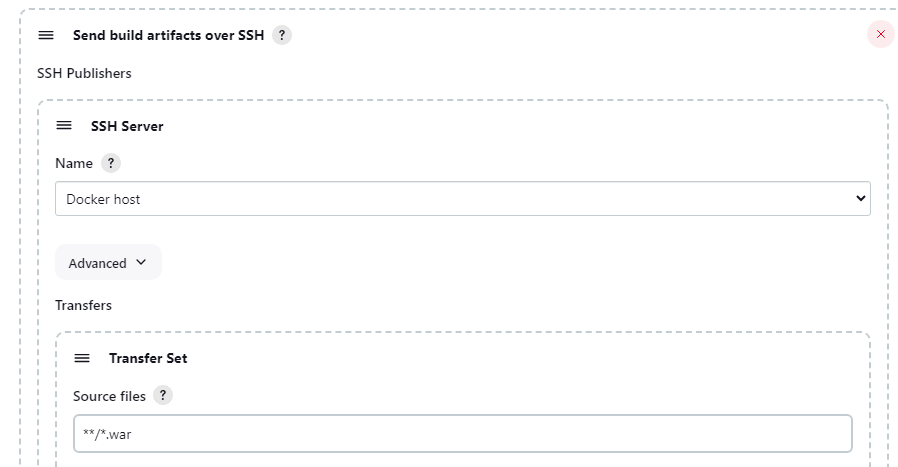 Send build artifacts over SSH ?
SSH Publishers
SSH Server
Name ?
Docker host
Advanced
Transfers
Transfer Set
Source files ?
**/*.war